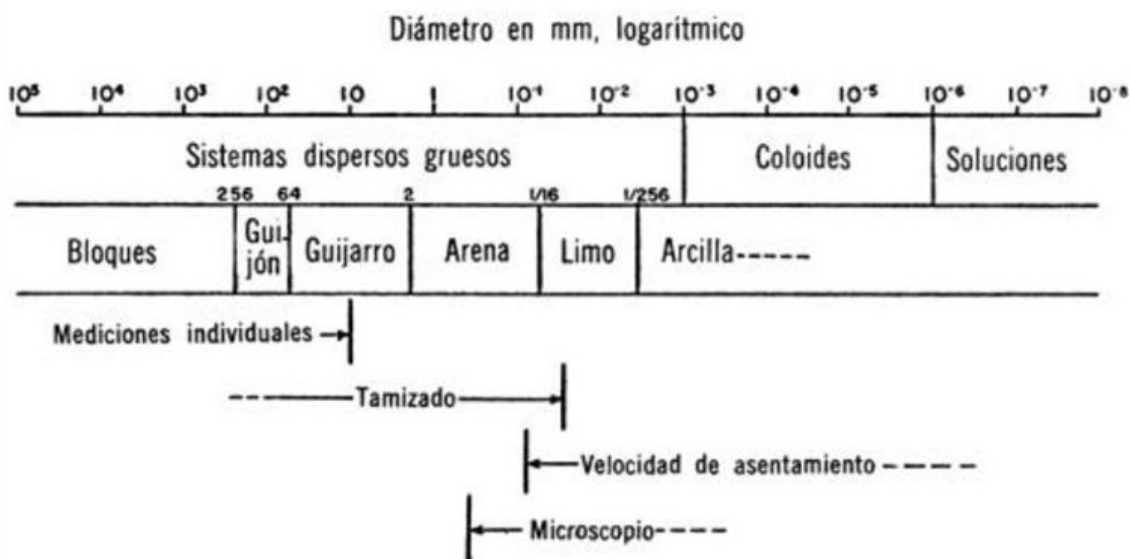 Diámetro en mm, logarítmico
10⁵ 10⁴ 10³ 10² 10 1 10⁻¹ 10⁻² 10⁻³ 10⁻⁴ 10⁻⁵ 10⁻⁶ 10⁻⁷ 10⁻⁸
Sistemas dispersos gruesos Coloides Soluciones
256 64 2 1/16 1/256
Bloques Gui-
jón Guijarro Arena Limo Arcilla
Mediciones individuales
Tamizado
Velocidad de asentamiento
Microscopio